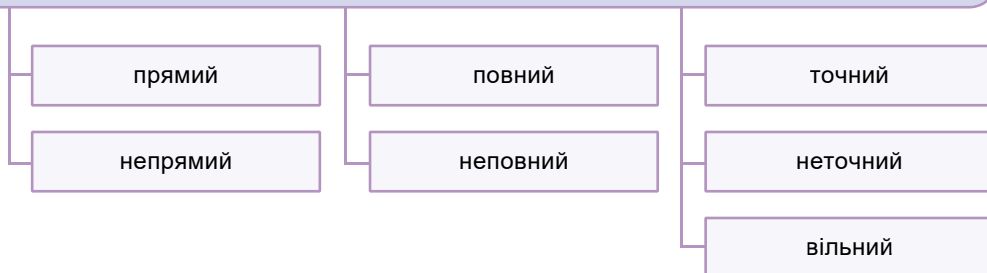 прямий
непрямий
повний
неповний
точний
неточний
вільний